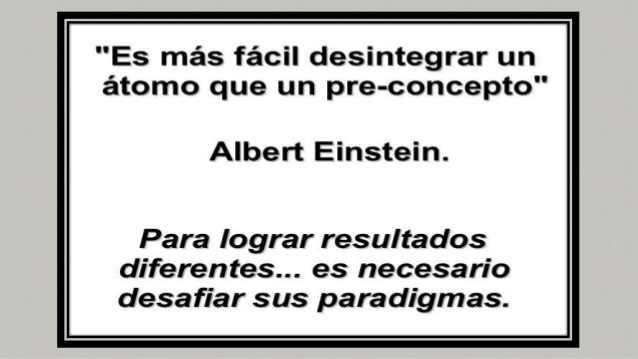 "Es más fácil desintegrar un
átomo que un pre-concepto"
Albert Einstein.
Para lograr resultados
diferentes... es necesario
desafiar sus paradigmas.